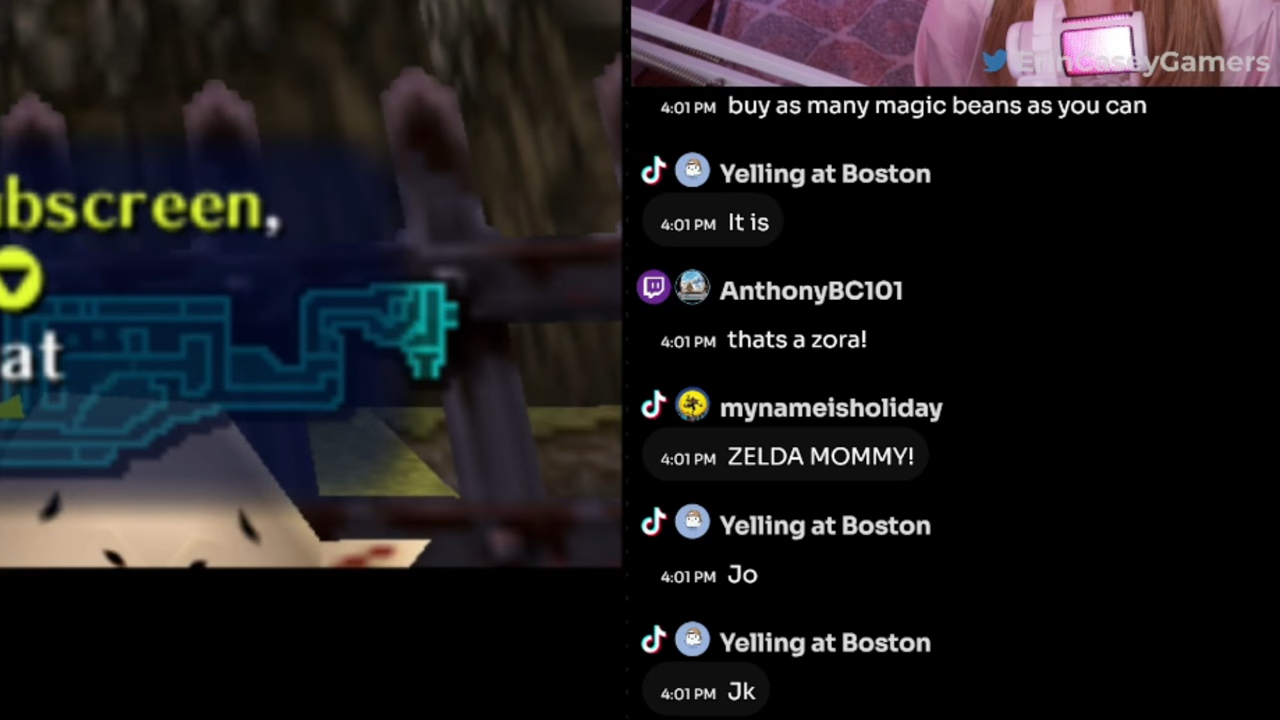 bscreen,
at
4:01 PM buy as many magic beans as you can
Yelling at Boston
4:01 PM It is
AnthonyBC101
4:01 PM thats a zora!
mynameisholiday
4:01 PM ZELDA MOMMY!
Yelling at Boston
4:01 PM Jo
Yelling at Boston
4:01 PM Jk